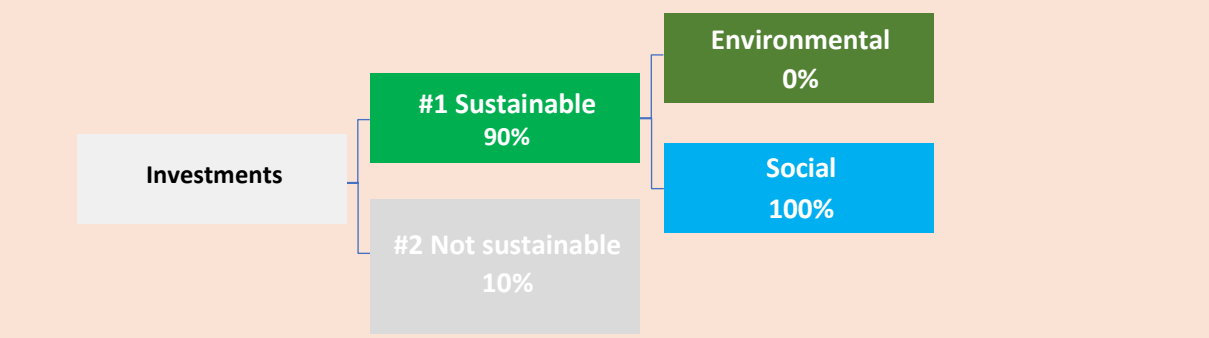 Investments
#1 Sustainable
90%
#2 Not sustainable
10%
Environmental
0%
Social
100%